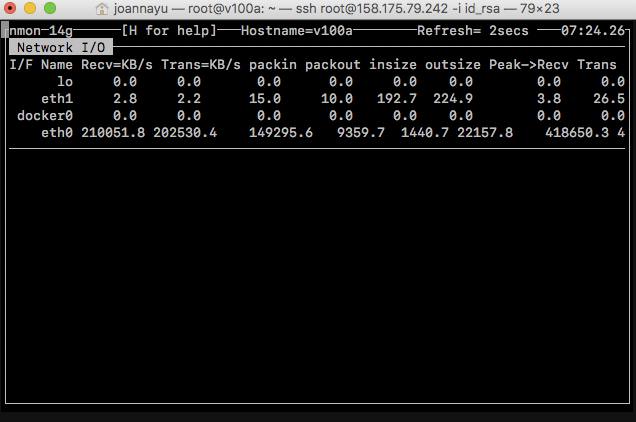 joannayu — root@v100a: ~ — ssh root@158.175.79.242 -i id_rsa — 79×23
nmon─14g [H for help] Hostname=v100a Refresh= 2secs 07:24.26
Network I/O
I/F Name Recv=KB/s Trans=KB/s packin packout insize outsize Peak->Recv Trans
lo 0.0 0.0 0.0 0.0 0.0 0.0 0.0 0.0
eth1 2.8 2.2 15.0 10.0 192.7 224.9 3.8 26.5
docker0 0.0 0.0 0.0 0.0 0.0 0.0 0.0 0.0
eth0 210051.8 202530.4 149295.6 9359.7 1440.7 22157.8 418650.3 4